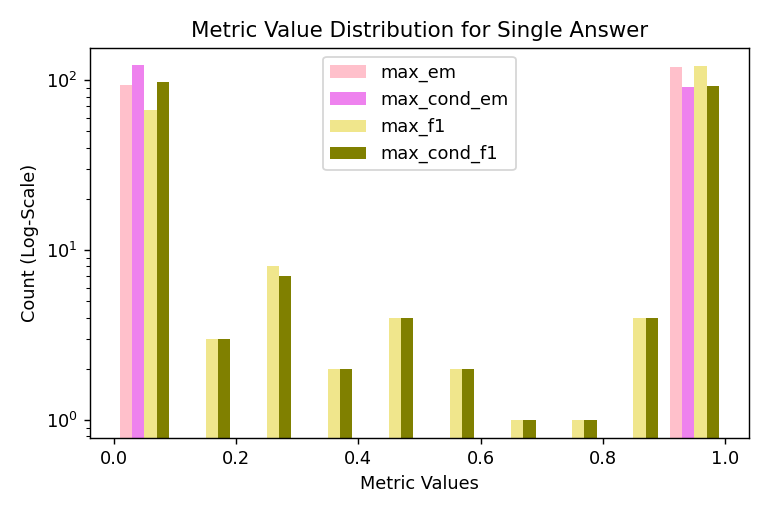 Metric Value Distribution for Single Answer
max_em
max_cond_em
max_f1
max_cond_f1
Count (Log-Scale)
10²
10¹
10⁰
0.0 0.2 0.4 0.6 0.8 1.0
Metric Values